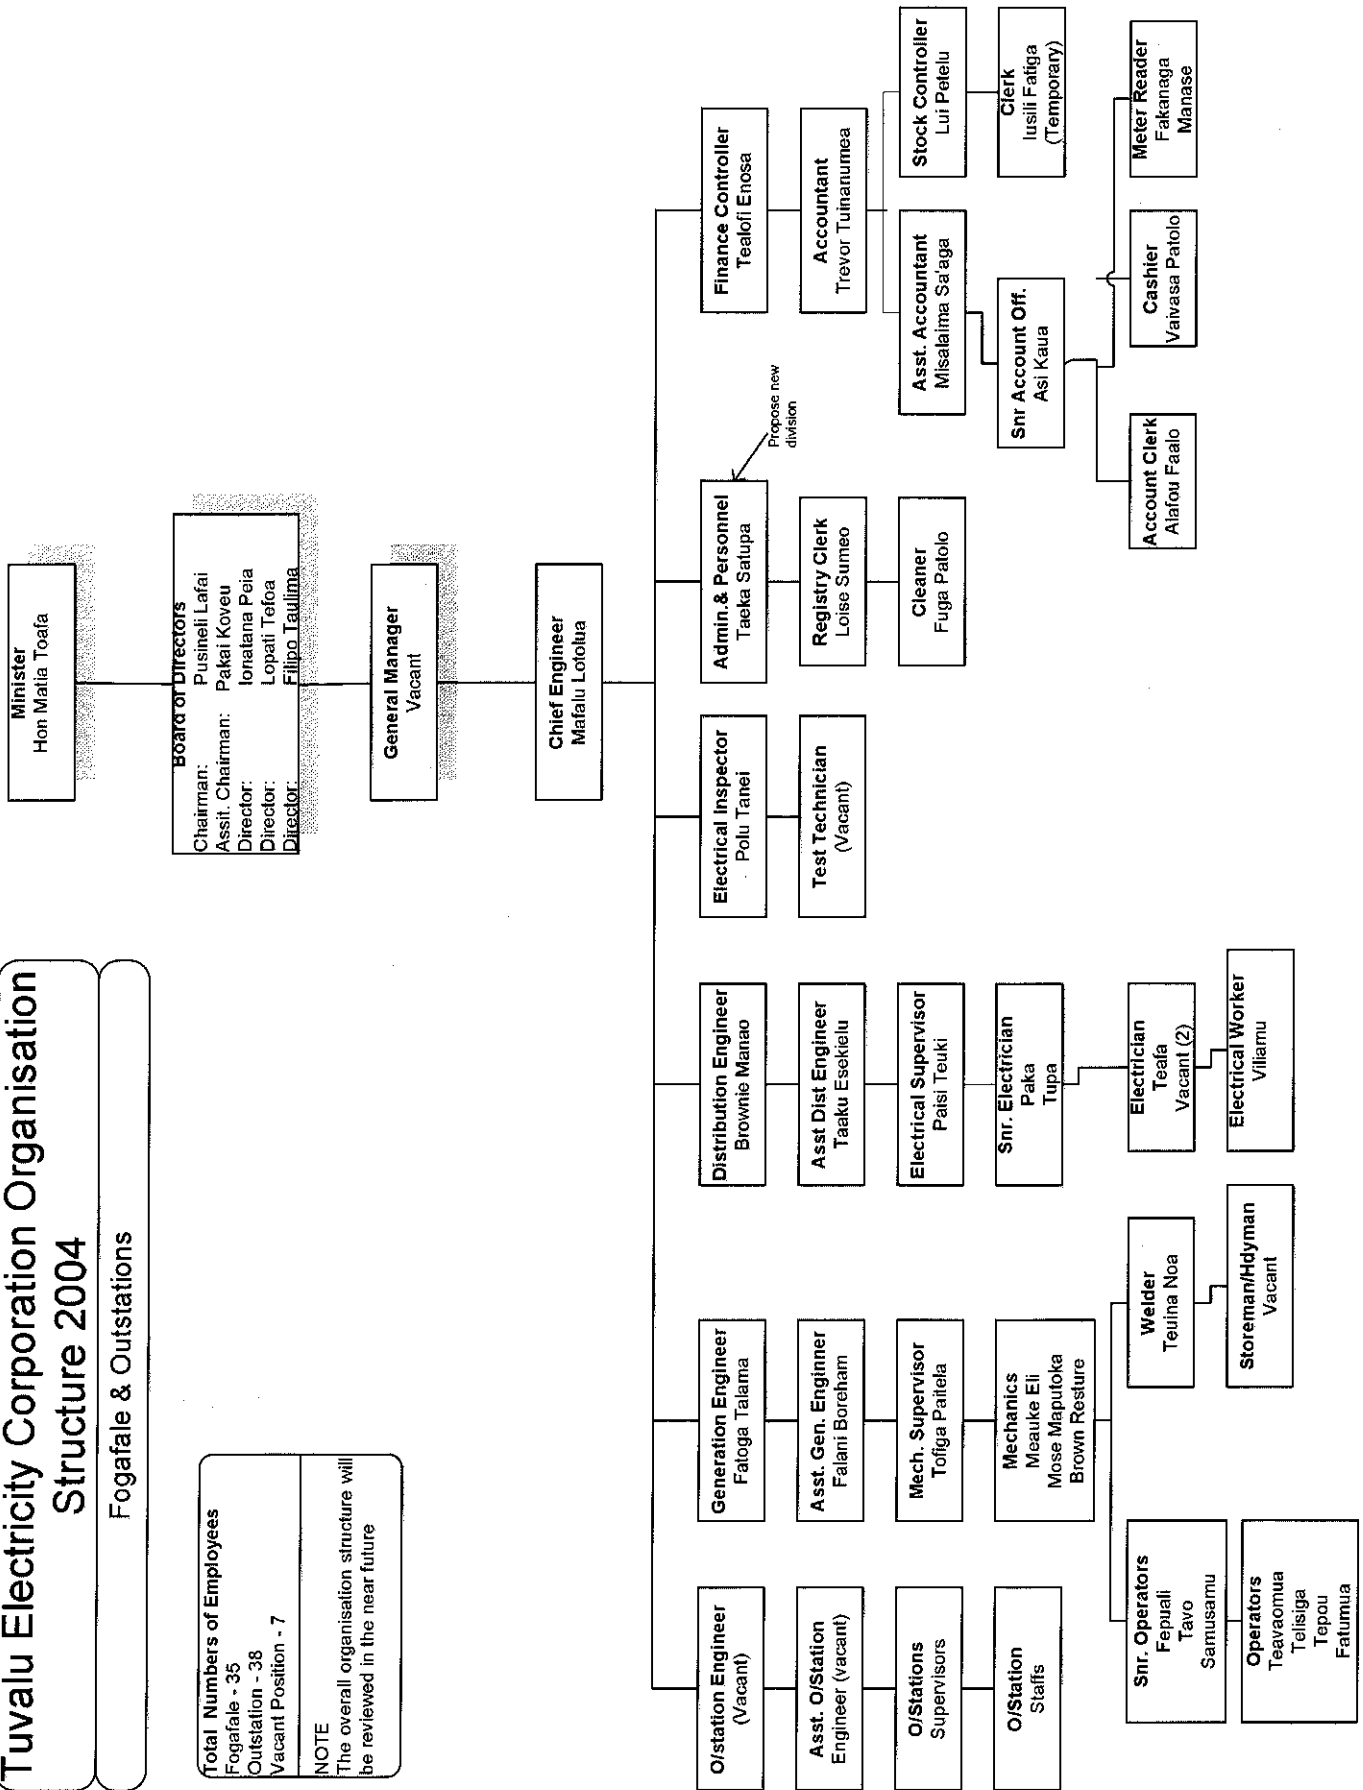 Tuvalu Electricity Corporation Organisation
Structure 2004
Fogafale & Outstations
Total Numbers of Employees
Fogafale - 35
Outstation - 38
Vacant Position - 7
NOTE
The overall organisation structure will
be reviewed in the near future
Minister
Hon Matia Toafa
Board of Directors
Chairman: Pusineli Lafai
Assit. Chairman: Pakai Koveu
Director: Ionatana Peia
Director: Lopati Tefoa
Director: Filipo Taulima
General Manager
Vacant
Chief Engineer
Mafalu Lotolua
O/station Engineer
(Vacant)
Asst. O/Station
Engineer (vacant)
O/Stations
Supervisors
O/Station
Staffs
Generation Engineer
Fatoga Talama
Asst. Gen. Enginner
Falani Boreham
Mech. Supervisor
Tofiga Paitela
Mechanics
Meauke Eli
Mose Maputoka
Brown Resture
Snr. Operators
Fepuali
Tavo
Samusamu
Operators
Teavaomua
Telisiga
Tepou
Fatumua
Welder
Teuina Noa
Storeman/Hdyman
Vacant
Distribution Engineer
Brownie Manao
Asst Dist Engineer
Taaku Esekielu
Electrical Supervisor
Paisi Teuki
Snr. Electrician
Paka
Tupa
Electrician
Teafa
Vacant (2)
Electrical Worker
Viliamu
Electrical Inspector
Polu Tanei
Test Technician
(Vacant)
Admin.& Personnel
Taeka Satupa
Propose new
division
Registry Clerk
Loise Sumeo
Cleaner
Fuga Patolo
Finance Controller
Tealofi Enosa
Accountant
Trevor Tuinanumea
Asst. Accountant
Misalaima Sa'aga
Stock Controller
Lui Petelu
Clerk
Iusili Fatiga
(Temporary)
Snr Account Off.
Asi Kaua
Account Clerk
Alafou Faalo
Cashier
Vaivasa Patolo
Meter Reader
Fakanaga
Manase